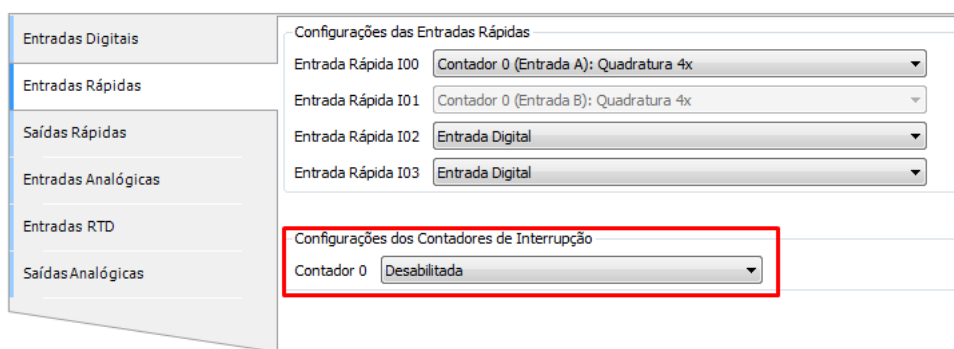 Entradas Digitais
Entradas Rápidas
Saídas Rápidas
Entradas Analógicas
Entradas RTD
Saídas Analógicas
Configurações das Entradas Rápidas
Entrada Rápida I00 Contador 0 (Entrada A): Quadratura 4x
Entrada Rápida I01 Contador 0 (Entrada B): Quadratura 4x
Entrada Rápida I02 Entrada Digital
Entrada Rápida I03 Entrada Digital
Configurações dos Contadores de Interrupção
Contador 0 Desabilitada